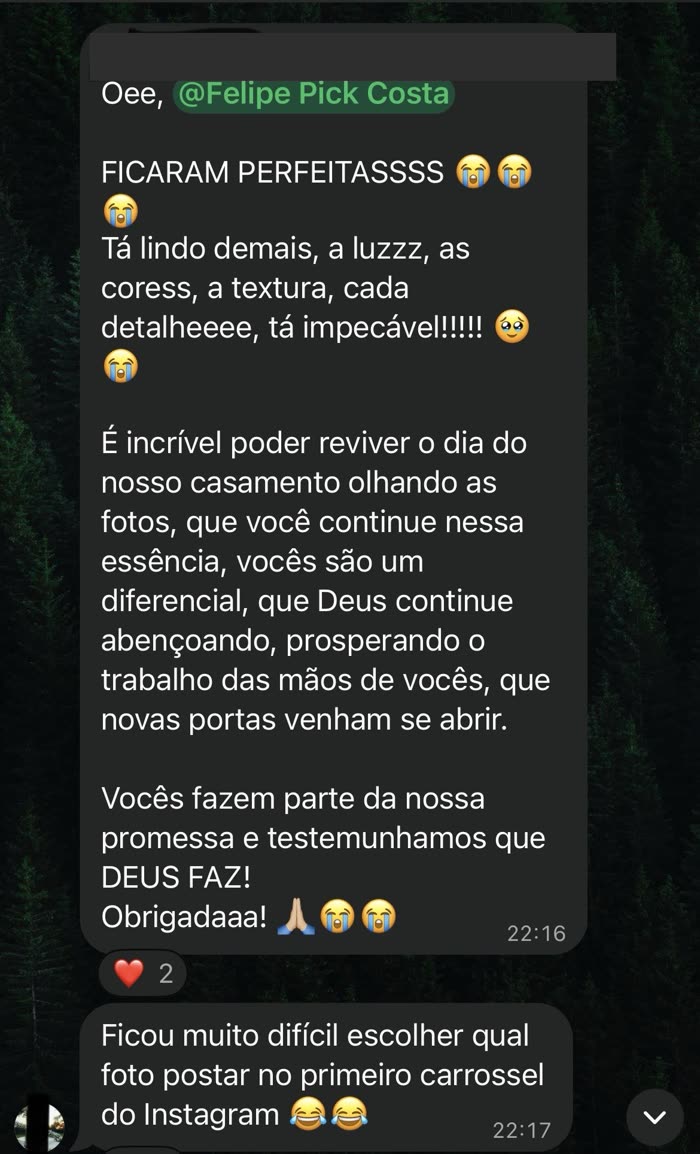 Oee, @Felipe Pick Costa
FICARAM PERFEITASSSS 😭😭
😭
Tá lindo demais, a luzzz, as
coress, a textura, cada
detalheeee, tá impecável!!!!! 🥹
😭
É incrível poder reviver o dia do
nosso casamento olhando as
fotos, que você continue nessa
essência, vocês são um
diferencial, que Deus continue
abençoando, prosperando o
trabalho das mãos de vocês, que
novas portas venham se abrir.
Vocês fazem parte da nossa
promessa e testemunhamos que
DEUS FAZ!
Obrigadaaa! 🙏🏼😭😭
22:16
❤️ 2
Ficou muito difícil escolher qual
foto postar no primeiro carrossel
do Instagram 😂😂
22:17